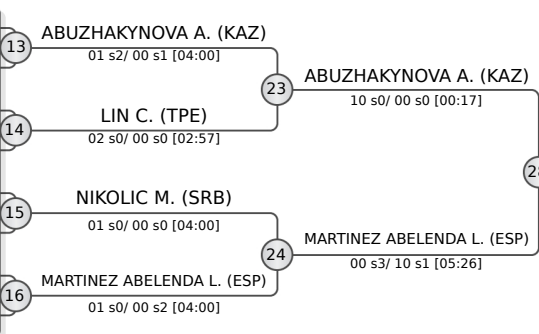 ABUZHAKYNOVA A. (KAZ)
13
01 s2/ 00 s1 [04:00]
23
ABUZHAKYNOVA A. (KAZ)
10 s0/ 00 s0 [00:17]
LIN C. (TPE)
14
02 s0/ 00 s0 [02:57]
NIKOLIC M. (SRB)
15
01 s0/ 00 s0 [04:00]
24
MARTINEZ ABELENDA L. (ESP)
00 s3/ 10 s1 [05:26]
MARTINEZ ABELENDA L. (ESP)
16
01 s0/ 00 s2 [04:00]